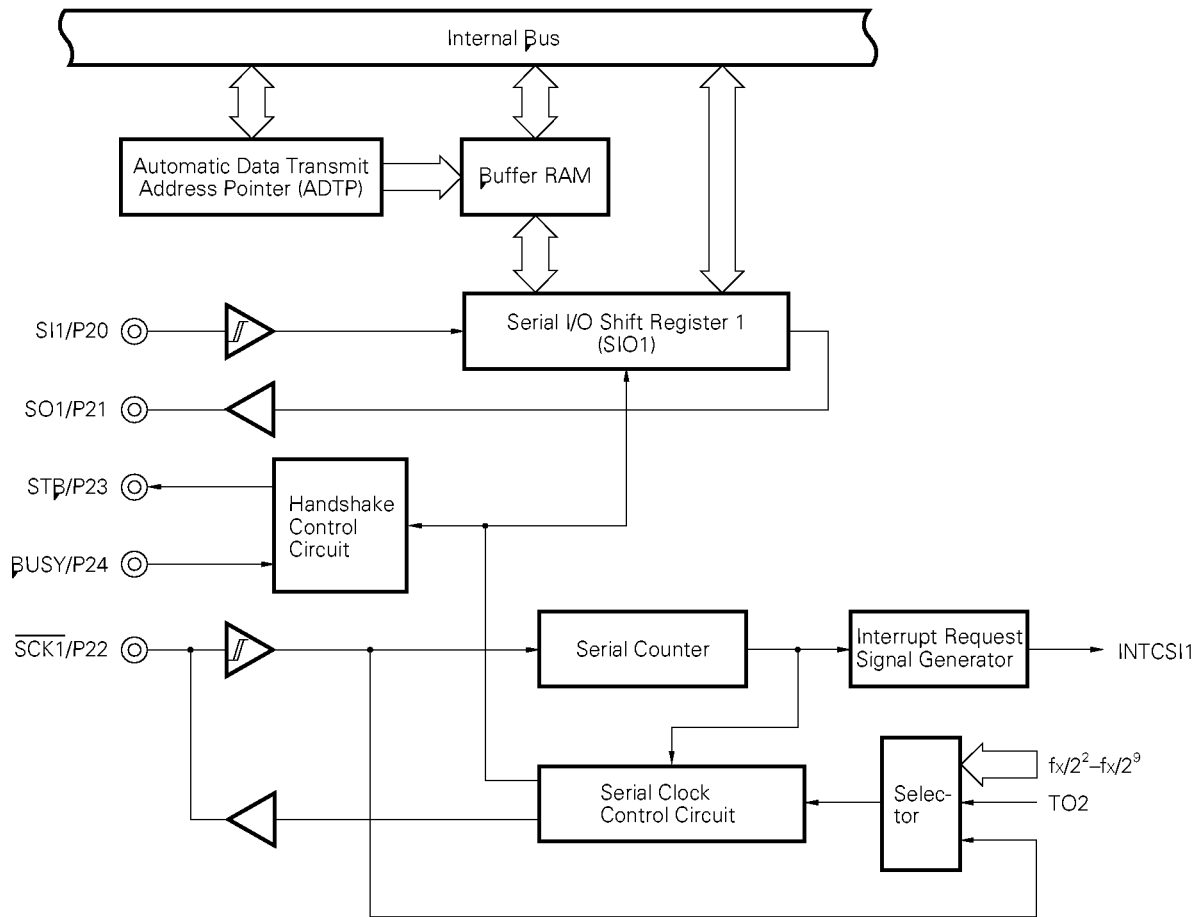 Internal Bus
Automatic Data Transmit
Address Pointer (ADTP)
Buffer RAM
SI1/P20
Serial I/O Shift Register 1
(SIO1)
SO1/P21
STB/P23
Handshake
Control
Circuit
BUSY/P24
S̅C̅K̅1̅/P22
Serial Counter
Interrupt Request
Signal Generator
INTCSI1
Serial Clock
Control Circuit
Selec-
tor
fx/2²–fx/2⁹
TO2